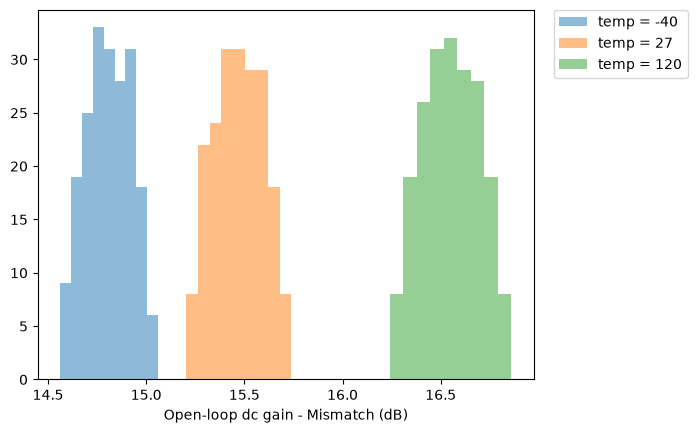 temp = -40
temp = 27
temp = 120
30
25
20
15
10
5
0
14.5 15.0 15.5 16.0 16.5
Open-loop dc gain - Mismatch (dB)